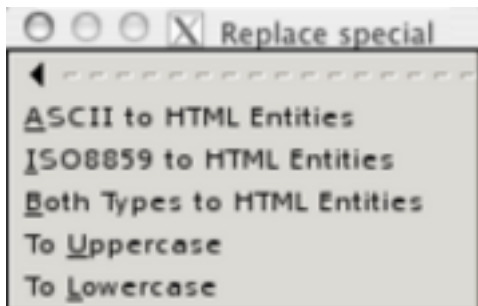 Replace special
ASCII to HTML Entities
ISO8859 to HTML Entities
Both Types to HTML Entities
To Uppercase
To Lowercase